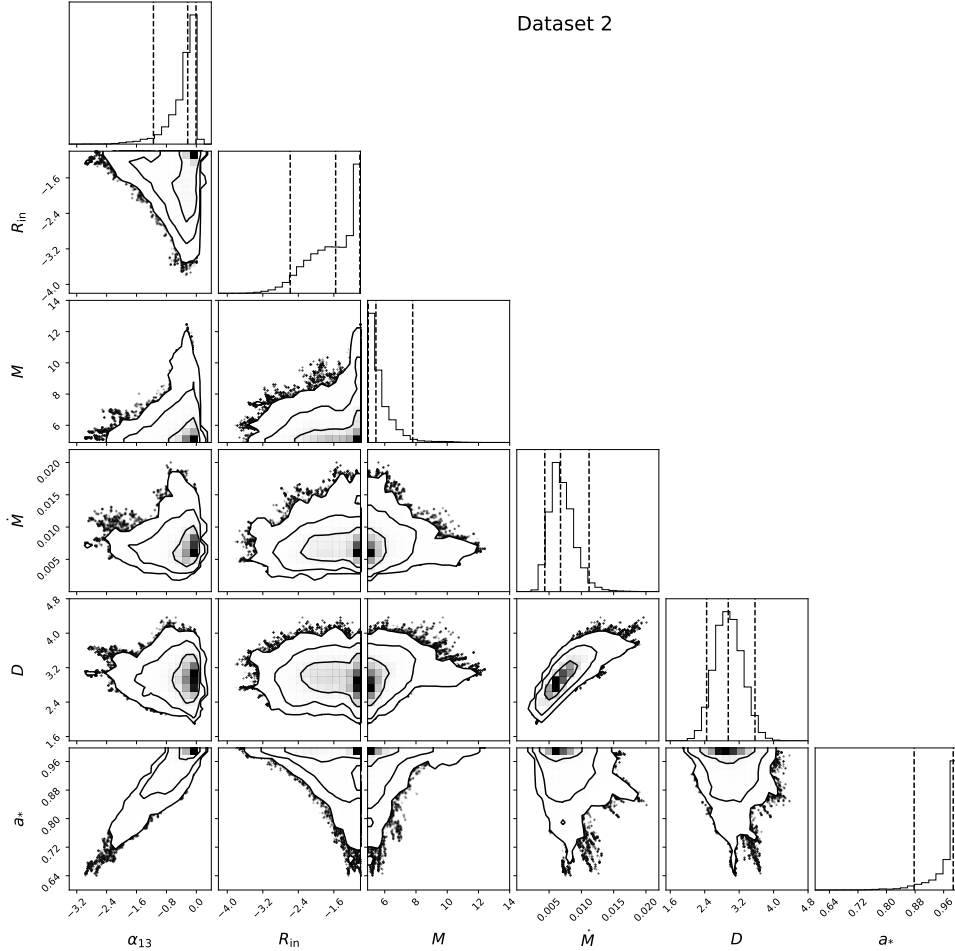 Dataset 2
R_in
−1.6
−2.4
−3.2
−4.0
M
14
12
10
8
6
Ṁ
0.020
0.015
0.010
0.005
D
4.8
4.0
3.2
2.4
1.6
a_*
0.96
0.88
0.80
0.72
0.64
−3.2 −2.4 −1.6 −0.8 0.0
−4.0 −3.2 −2.4 −1.6
6 8 10 12 14
0.005 0.010 0.015 0.020
1.6 2.4 3.2 4.0 4.8
0.64 0.72 0.80 0.88 0.96
α_13 R_in M Ṁ D a_*